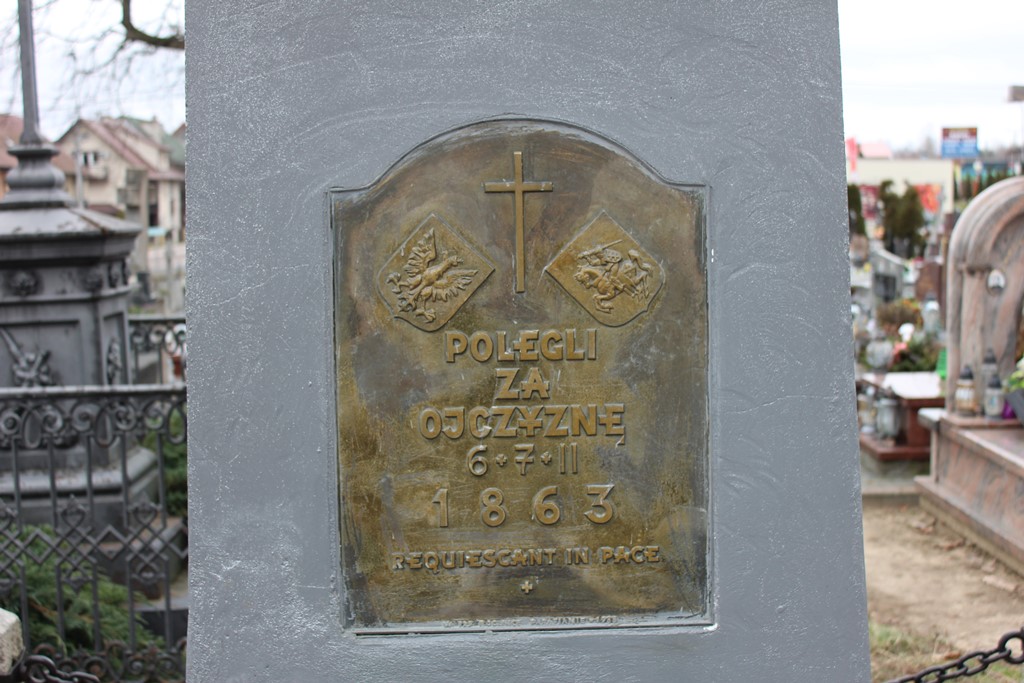 POLEGLI
ZA
OJCZYZNĘ
6+7+II
1863
REQUIESCANT IN PACE